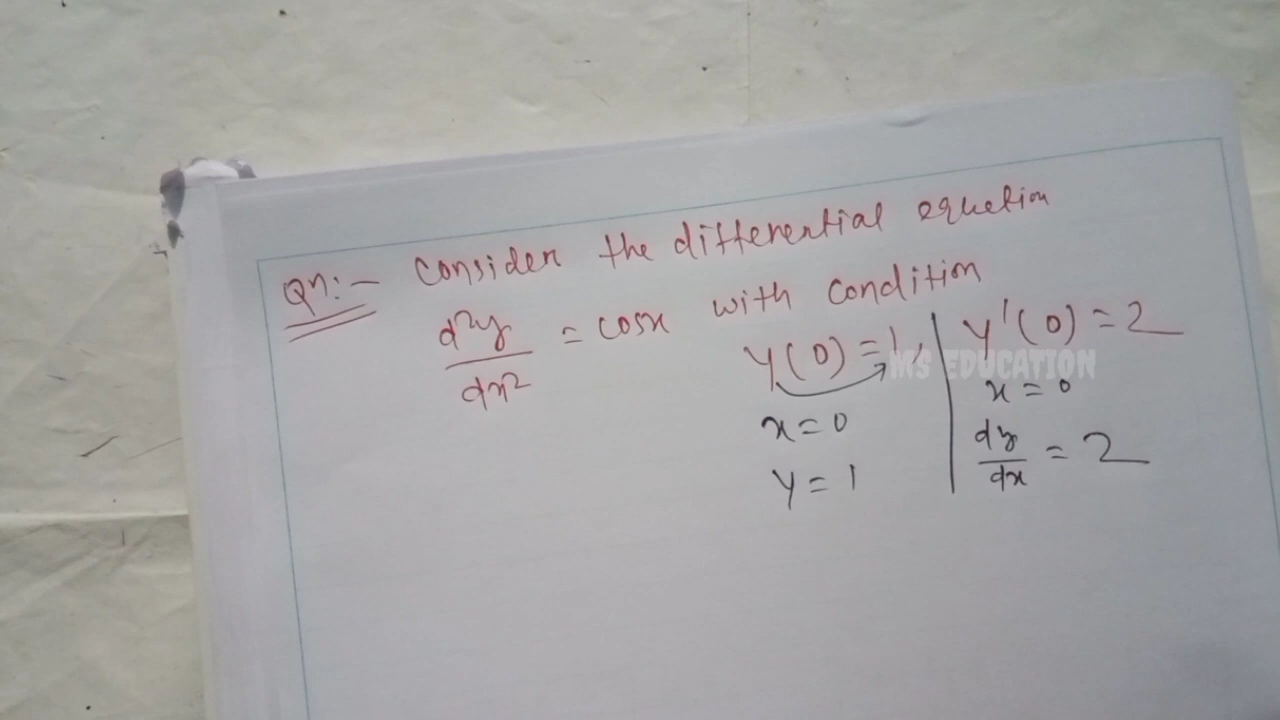 Qn:- Consider the differential equation
d²y/dx² = cosx with condition
y(0) = 1, | y'(0) = 2
MS EDUCATION
x = 0
y = 1
x = 0
dy/dx = 2